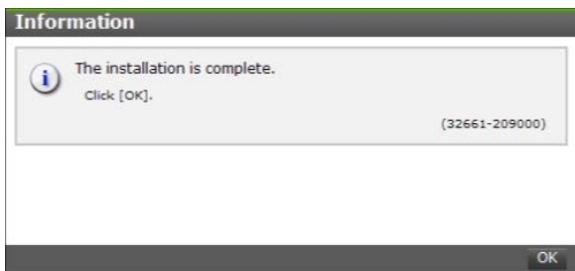 Information
The installation is complete.
Click [OK].
(32661-209000)
OK